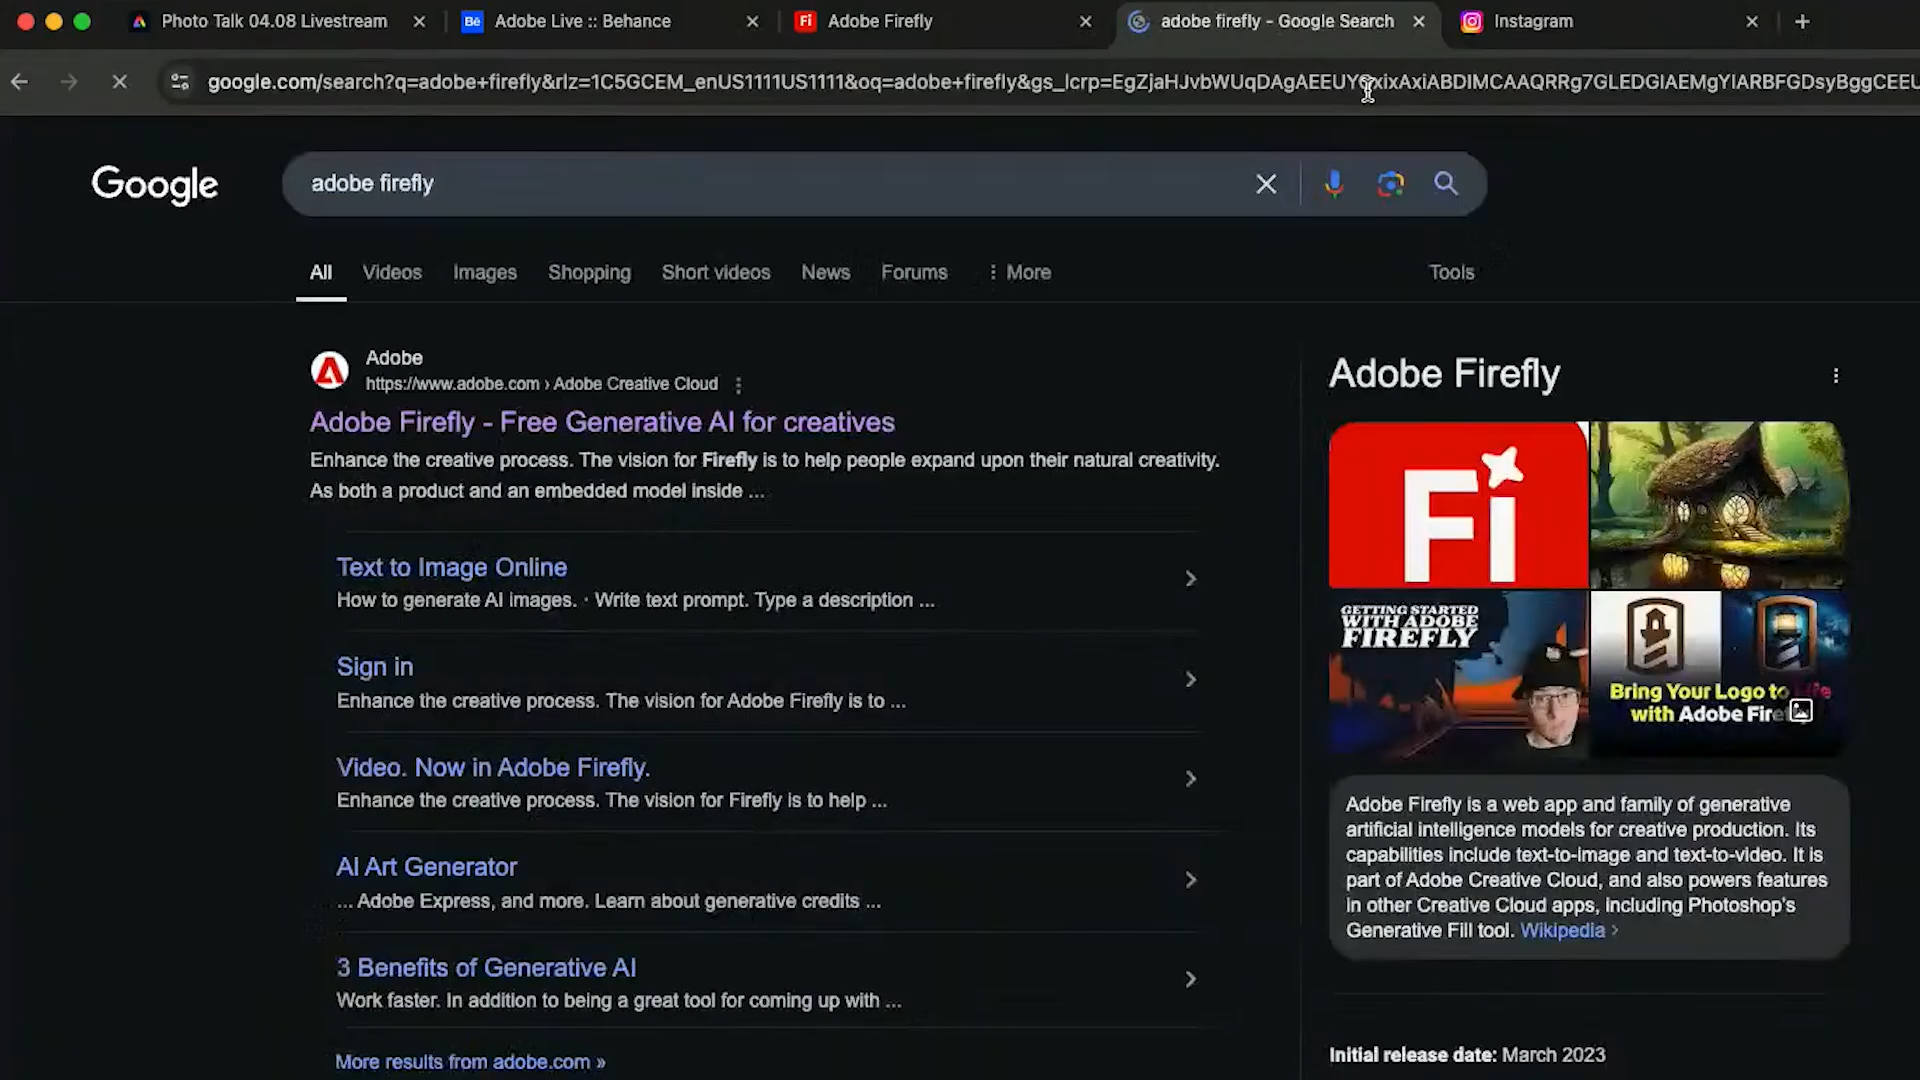 Photo Talk 04.08 Livestream
Bē Adobe Live :: Behance
Fi Adobe Firefly
adobe firefly - Google Search
Instagram
google.com/search?q=adobe+firefly&rlz=1C5GCEM_enUS1111US1111&oq=adobe+firefly&gs_lcrp=
Google
adobe firefly
All Videos Images Shopping Short videos News Forums More Tools
Adobe
https://www.adobe.com › Adobe Creative Cloud
Adobe Firefly - Free Generative AI for creatives
Enhance the creative process. The vision for Firefly is to help people expand upon their natural creativity.
As both a product and an embedded model inside ...
Text to Image Online
How to generate AI images. · Write text prompt. Type a description ...
Sign in
Enhance the creative process. The vision for Adobe Firefly is to ...
Video. Now in Adobe Firefly.
Enhance the creative process. The vision for Firefly is to help ...
AI Art Generator
... Adobe Express, and more. Learn about generative credits ...
3 Benefits of Generative AI
Work faster. In addition to being a great tool for coming up with ...
More results from adobe.com »
Adobe Firefly
Fi
GETTING STARTED
WITH ADOBE
FIREFLY
Bring Your Logo to Life
with Adobe
Adobe Firefly is a web app and family of generative
artificial intelligence models for creative production. Its
capabilities include text-to-image and text-to-video. It is
part of Adobe Creative Cloud, and also powers features
in other Creative Cloud apps, including Photoshop's
Generative Fill tool. Wikipedia ›
Initial release date: March 2023